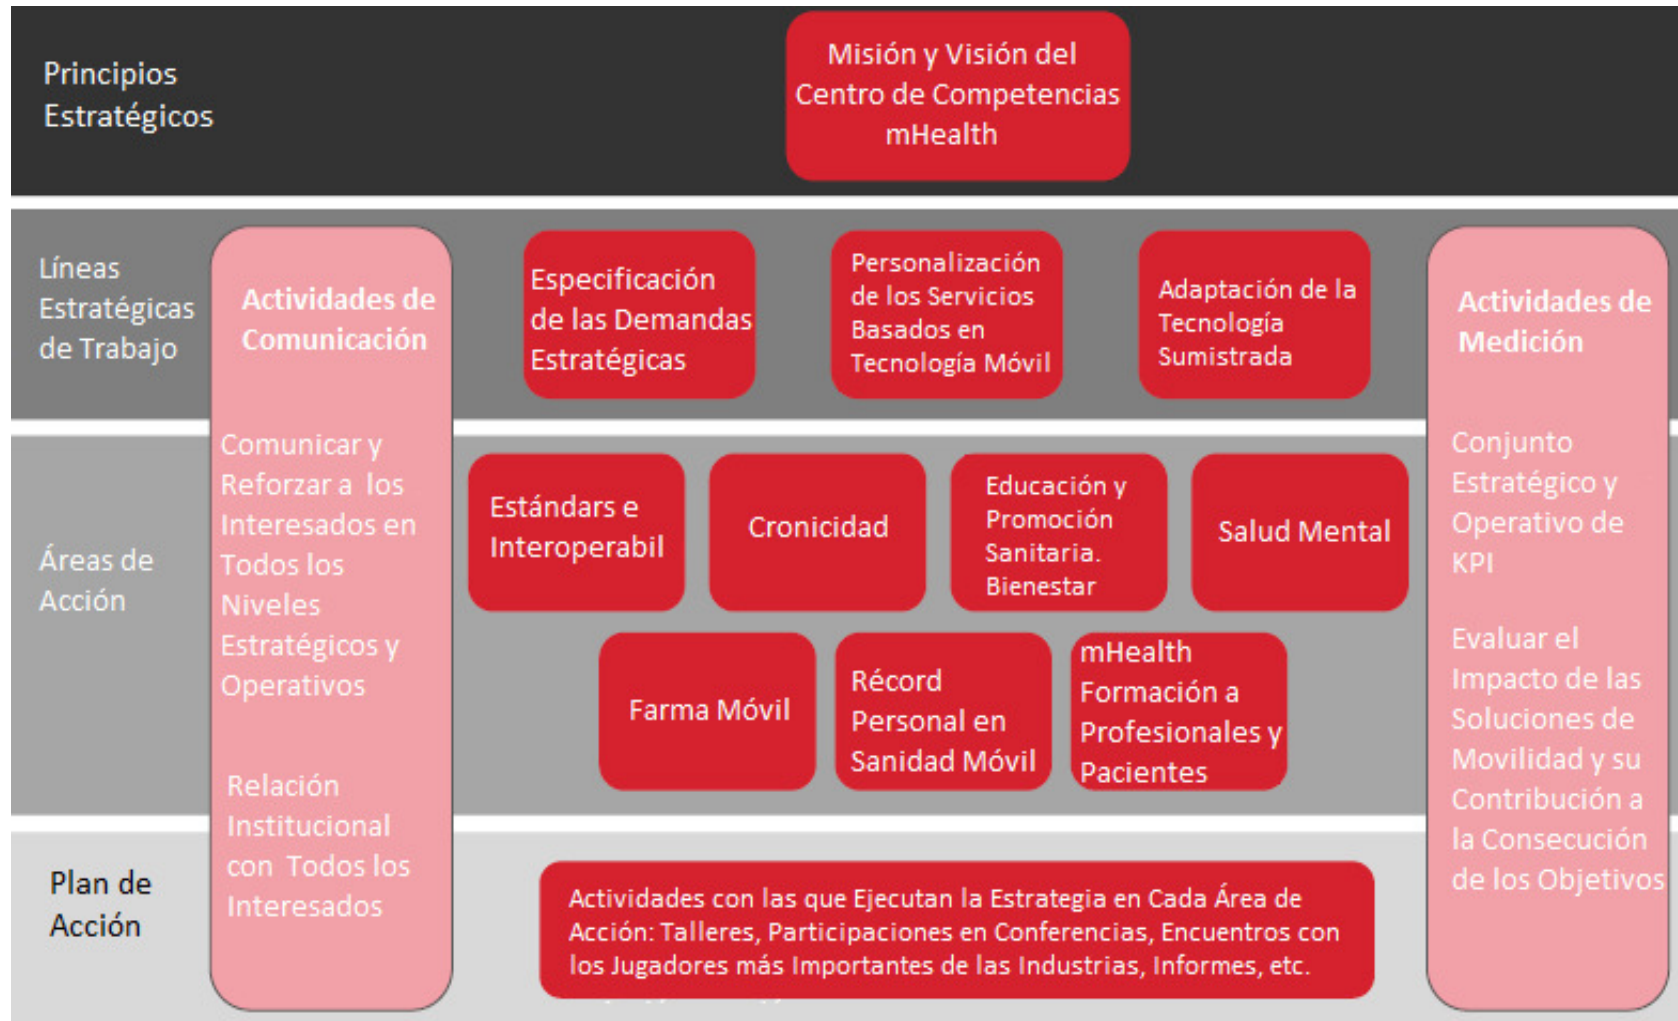 Principios
Estratégicos
Misión y Visión del
Centro de Competencias
mHealth
Líneas
Estratégicas
de Trabajo
Actividades de
Comunicación
Comunicar y
Reforzar a  los
Interesados en
Todos los
Niveles
Estratégicos y
Operativos
Relación
Institucional
con  Todos los
Interesados
Especificación
de las Demandas
Estratégicas
Personalización
de los Servicios
Basados en
Tecnología Móvil
Adaptación de la
Tecnología
Sumistrada
Actividades de
Medición
Conjunto
Estratégico y
Operativo de
KPI
Evaluar el
Impacto de las
Soluciones de
Movilidad y su
Contribución a
la Consecución
de los Objetivos
Áreas de
Acción
Estándars e
Interoperabil
Cronicidad
Educación y
Promoción
Sanitaria.
Bienestar
Salud Mental
Farma Móvil
Récord
Personal en
Sanidad Móvil
mHealth
Formación a
Profesionales y
Pacientes
Plan de
Acción
Actividades con las que Ejecutan la Estrategia en Cada Área de
Acción: Talleres, Participaciones en Conferencias, Encuentros con
los Jugadores más Importantes de las Industrias, Informes, etc.